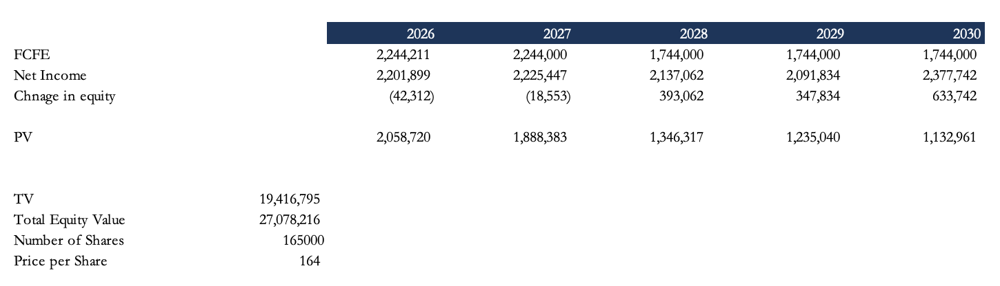 2026 2027 2028 2029 2030
FCFE 2,244,211 2,244,000 1,744,000 1,744,000 1,744,000
Net Income 2,201,899 2,225,447 2,137,062 2,091,834 2,377,742
Chnage in equity (42,312) (18,553) 393,062 347,834 633,742
PV 2,058,720 1,888,383 1,346,317 1,235,040 1,132,961
TV 19,416,795
Total Equity Value 27,078,216
Number of Shares 165000
Price per Share 164